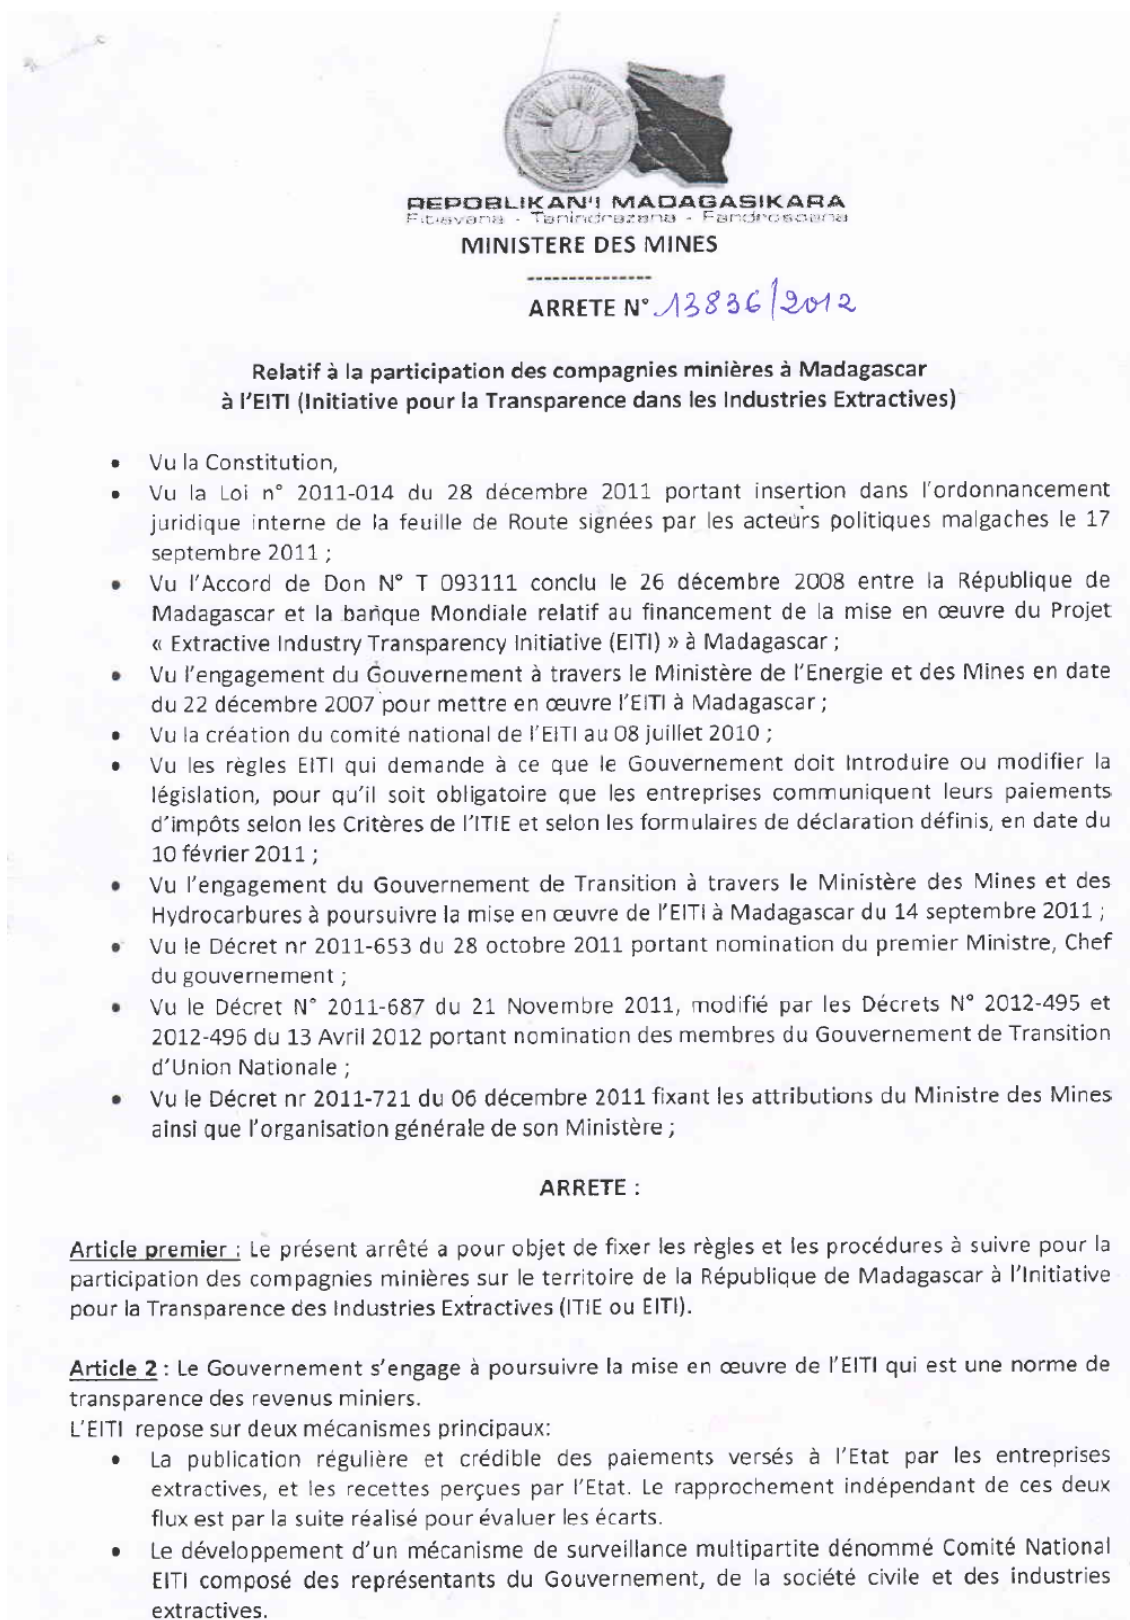 REPOBLIKAN'I MADAGASIKARA
Fitiavana - Tanindrazana - Fandrosoana
MINISTERE DES MINES
---------------
ARRETE N° 13836/2012
Relatif à la participation des compagnies minières à Madagascar
à l'EITI (Initiative pour la Transparence dans les Industries Extractives)
• Vu la Constitution,
• Vu la Loi n° 2011-014 du 28 décembre 2011 portant insertion dans l'ordonnancement
juridique interne de la feuille de Route signées par les acteurs politiques malgaches le 17
septembre 2011 ;
• Vu l'Accord de Don N° T 093111 conclu le 26 décembre 2008 entre la République de
Madagascar et la banque Mondiale relatif au financement de la mise en œuvre du Projet
« Extractive Industry Transparency Initiative (EITI) » à Madagascar ;
• Vu l'engagement du Gouvernement à travers le Ministère de l'Energie et des Mines en date
du 22 décembre 2007 pour mettre en œuvre l'EITI à Madagascar ;
• Vu la création du comité national de l'EITI au 08 juillet 2010 ;
• Vu les règles EITI qui demande à ce que le Gouvernement doit Introduire ou modifier la
législation, pour qu'il soit obligatoire que les entreprises communiquent leurs paiements
d'impôts selon les Critères de l'ITIE et selon les formulaires de déclaration définis, en date du
10 février 2011 ;
• Vu l'engagement du Gouvernement de Transition à travers le Ministère des Mines et des
Hydrocarbures à poursuivre la mise en œuvre de l'EITI à Madagascar du 14 septembre 2011 ;
• Vu le Décret nr 2011-653 du 28 octobre 2011 portant nomination du premier Ministre, Chef
du gouvernement ;
• Vu le Décret N° 2011-687 du 21 Novembre 2011, modifié par les Décrets N° 2012-495 et
2012-496 du 13 Avril 2012 portant nomination des membres du Gouvernement de Transition
d'Union Nationale ;
• Vu le Décret nr 2011-721 du 06 décembre 2011 fixant les attributions du Ministre des Mines
ainsi que l'organisation générale de son Ministère ;
ARRETE :
Article premier : Le présent arrêté a pour objet de fixer les règles et les procédures à suivre pour la
participation des compagnies minières sur le territoire de la République de Madagascar à l'Initiative
pour la Transparence des Industries Extractives (ITIE ou EITI).
Article 2 : Le Gouvernement s'engage à poursuivre la mise en œuvre de l'EITI qui est une norme de
transparence des revenus miniers.
L'EITI repose sur deux mécanismes principaux:
• La publication régulière et crédible des paiements versés à l'Etat par les entreprises
extractives, et les recettes perçues par l'Etat. Le rapprochement indépendant de ces deux
flux est par la suite réalisé pour évaluer les écarts.
• Le développement d'un mécanisme de surveillance multipartite dénommé Comité National
EITI composé des représentants du Gouvernement, de la société civile et des industries
extractives.